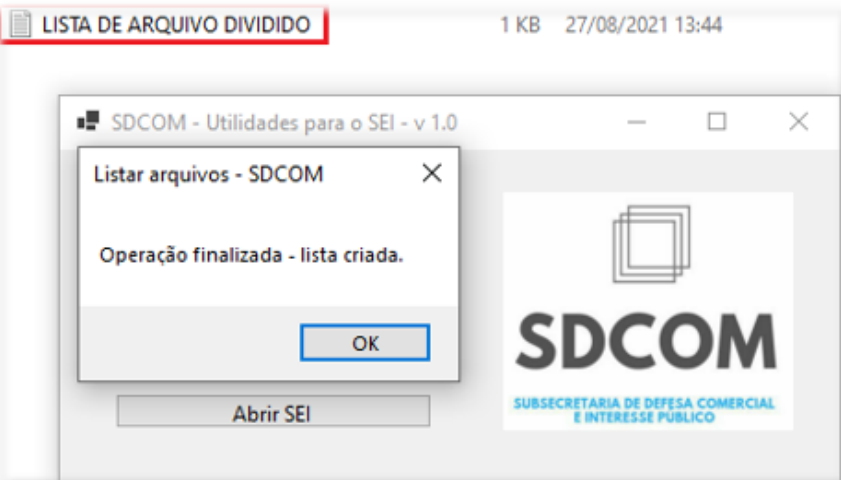 LISTA DE ARQUIVO DIVIDIDO 1 KB 27/08/2021 13:44
SDCOM - Utilidades para o SEI - v 1.0
Listar arquivos - SDCOM
Operação finalizada - lista criada.
OK
Abrir SEI
SDCOM
SUBSECRETARIA DE DEFESA COMERCIAL
E INTERESSE PÚBLICO